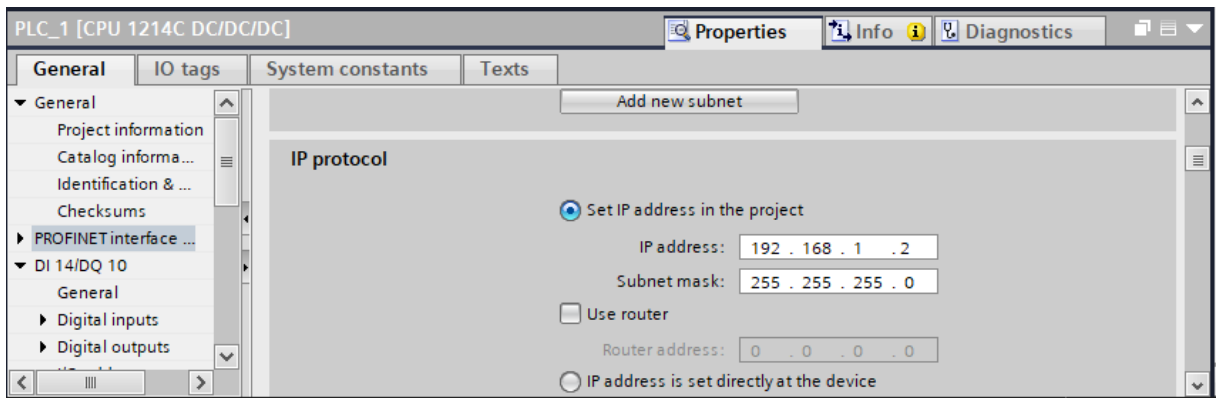 PLC_1 [CPU 1214C DC/DC/DC]
Properties
Info
Diagnostics
General
IO tags
System constants
Texts
General
Project information
Catalog informa...
Identification & ...
Checksums
PROFINET interface ...
DI 14/DQ 10
General
Digital inputs
Digital outputs
Add new subnet
IP protocol
Set IP address in the project
IP address: 192 . 168 . 1 . 2
Subnet mask: 255 . 255 . 255 . 0
Use router
Router address: 0 . 0 . 0 . 0
IP address is set directly at the device